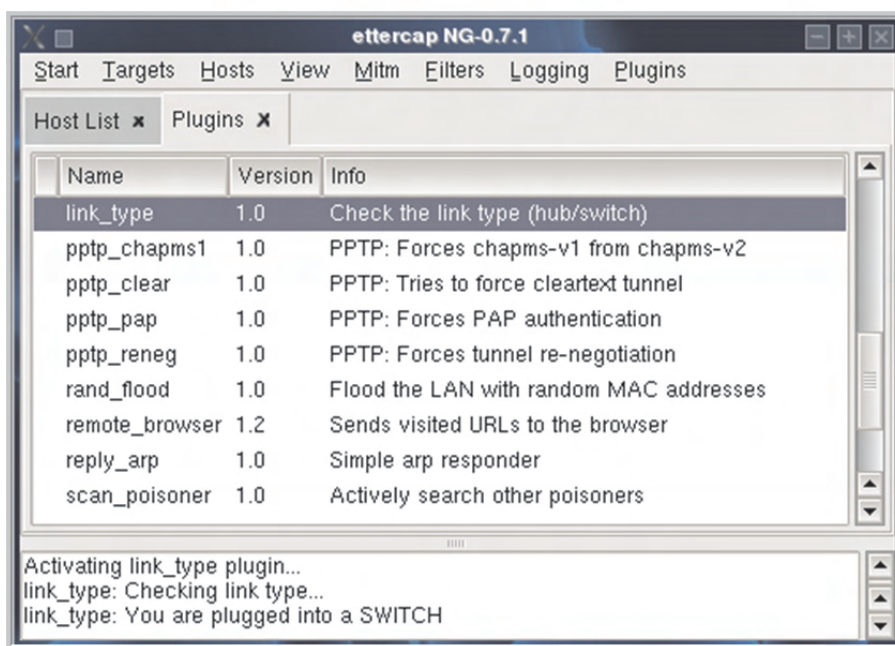 ettercap NG-0.7.1
Start Targets Hosts View Mitm Filters Logging Plugins
Host List Plugins
Name Version Info
link_type 1.0 Check the link type (hub/switch)
pptp_chapms1 1.0 PPTP: Forces chapms-v1 from chapms-v2
pptp_clear 1.0 PPTP: Tries to force cleartext tunnel
pptp_pap 1.0 PPTP: Forces PAP authentication
pptp_reneg 1.0 PPTP: Forces tunnel re-negotiation
rand_flood 1.0 Flood the LAN with random MAC addresses
remote_browser 1.2 Sends visited URLs to the browser
reply_arp 1.0 Simple arp responder
scan_poisoner 1.0 Actively search other poisoners
Activating link_type plugin...
link_type: Checking link type...
link_type: You are plugged into a SWITCH